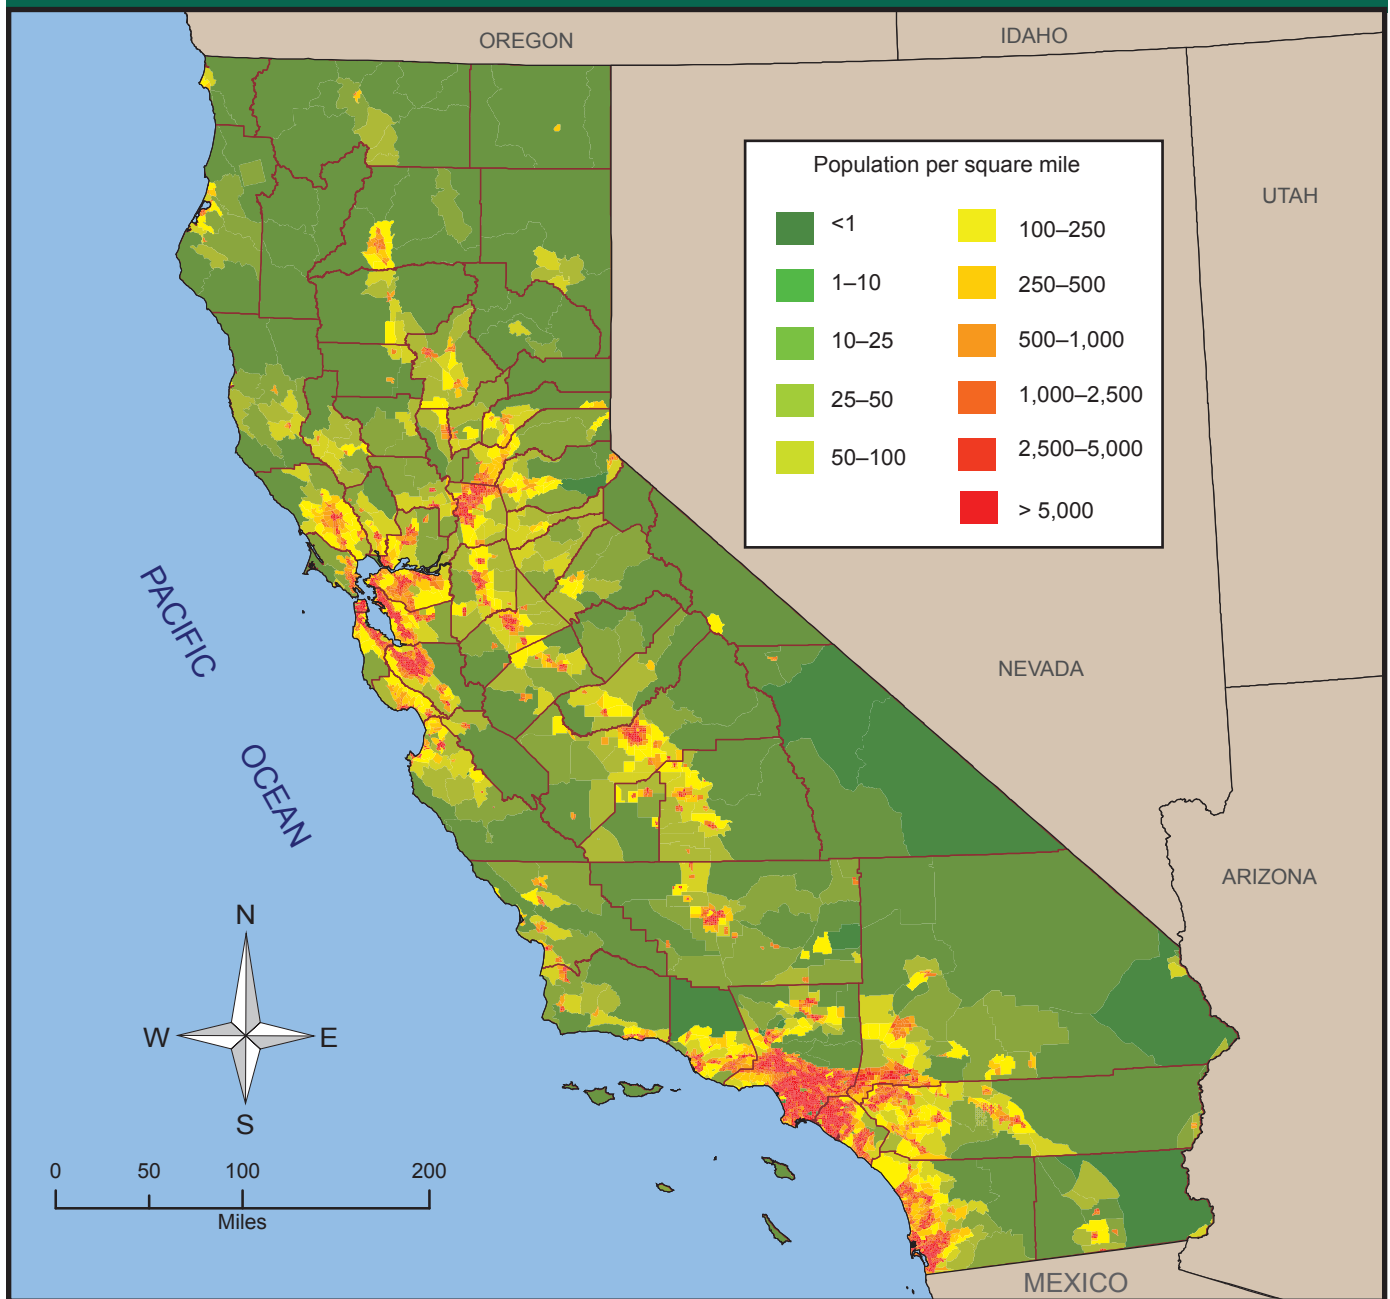 OREGON
IDAHO
Population per square mile
<1
1–10
10–25
25–50
50–100
100–250
250–500
500–1,000
1,000–2,500
2,500–5,000
> 5,000
UTAH
NEVADA
ARIZONA
PACIFIC
OCEAN
N
W
E
S
0 50 100 200
Miles
MEXICO